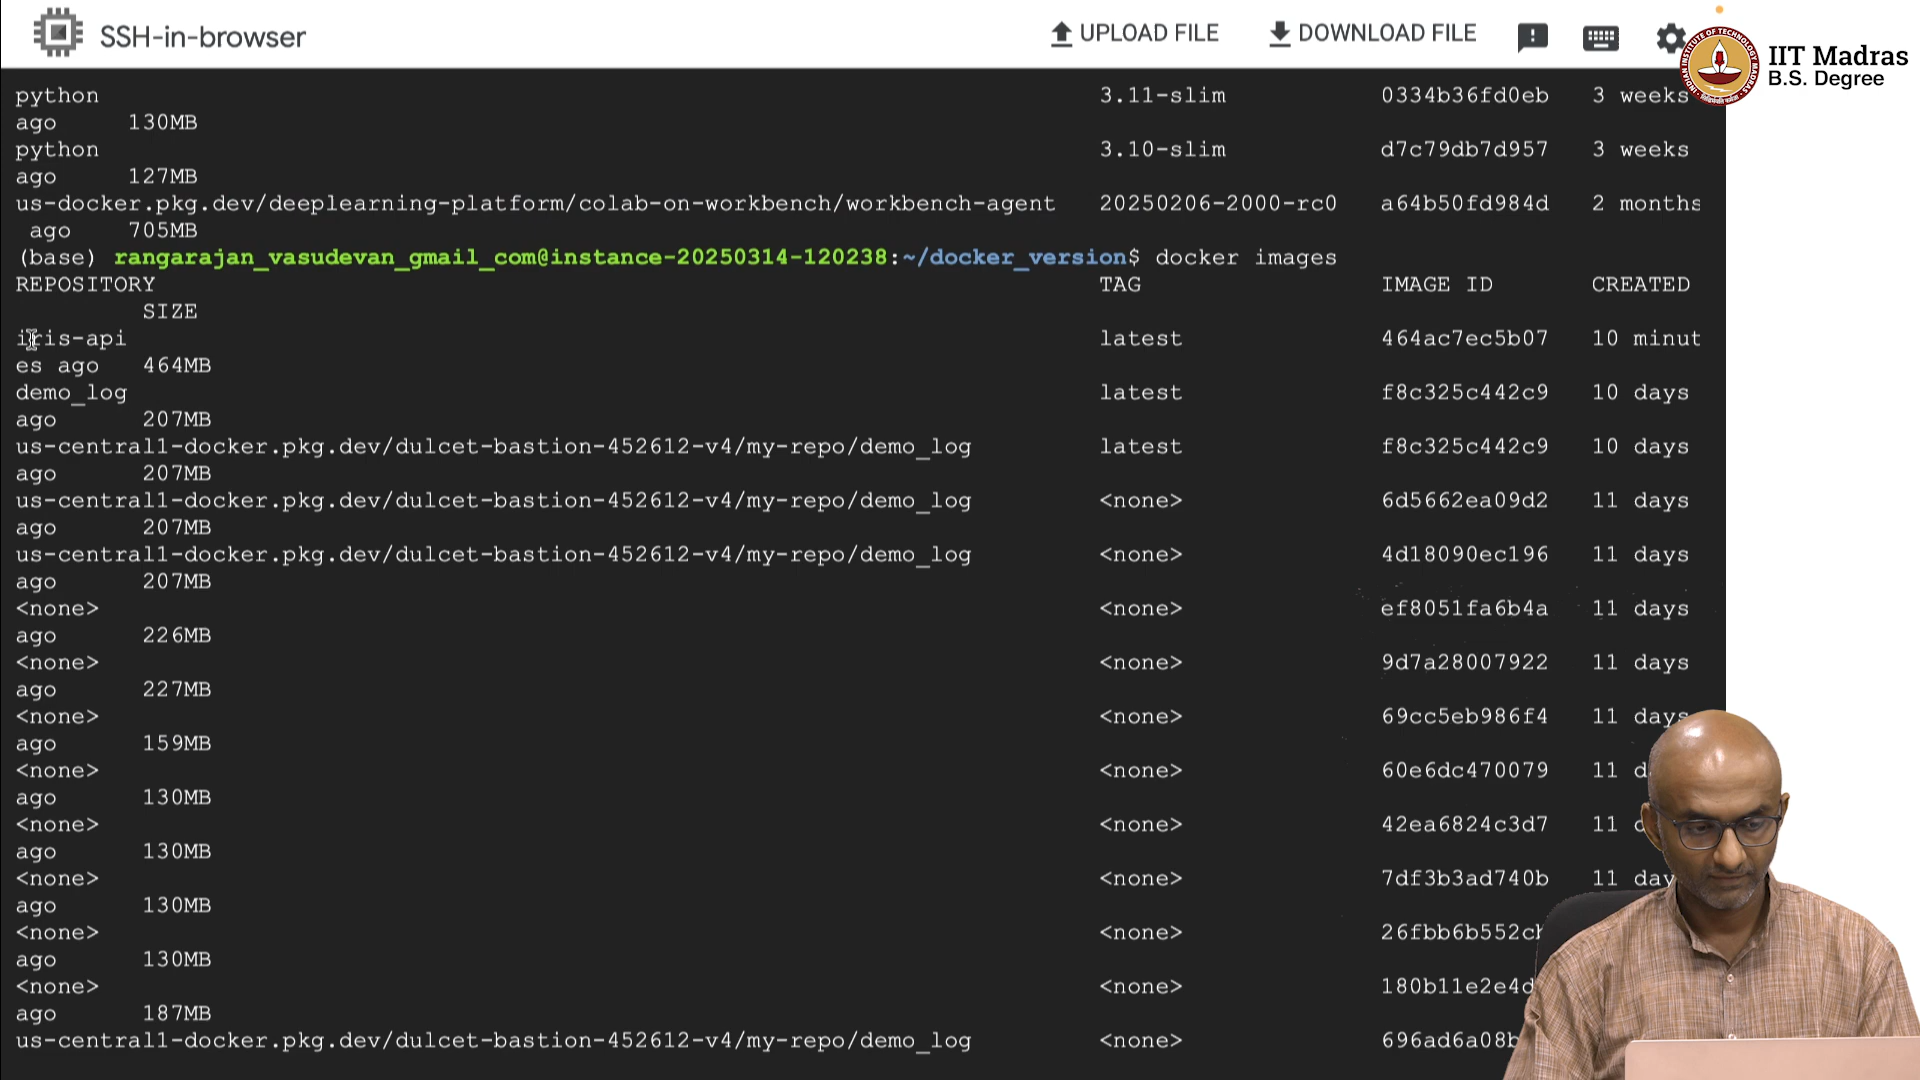 SSH-in-browser UPLOAD FILE DOWNLOAD FILE
IIT Madras
B.S. Degree
python 3.11-slim 0334b36fd0eb 3 weeks
ago 130MB
python 3.10-slim d7c79db7d957 3 weeks
ago 127MB
us-docker.pkg.dev/deeplearning-platform/colab-on-workbench/workbench-agent 20250206-2000-rc0 a64b50fd984d 2 months
ago 705MB
(base) rangarajan_vasudevan_gmail_com@instance-20250314-120238:~/docker_version$ docker images
REPOSITORY TAG IMAGE ID CREATED
SIZE
iris-api latest 464ac7ec5b07 10 minut
es ago 464MB
demo_log latest f8c325c442c9 10 days
ago 207MB
us-central1-docker.pkg.dev/dulcet-bastion-452612-v4/my-repo/demo_log latest f8c325c442c9 10 days
ago 207MB
us-central1-docker.pkg.dev/dulcet-bastion-452612-v4/my-repo/demo_log <none> 6d5662ea09d2 11 days
ago 207MB
us-central1-docker.pkg.dev/dulcet-bastion-452612-v4/my-repo/demo_log <none> 4d18090ec196 11 days
ago 207MB
<none> <none> ef8051fa6b4a 11 days
ago 226MB
<none> <none> 9d7a28007922 11 days
ago 227MB
<none> <none> 69cc5eb986f4 11 days
ago 159MB
<none> <none> 60e6dc470079 11
ago 130MB
<none> <none> 42ea6824c3d7 11
ago 130MB
<none> <none> 7df3b3ad740b 11 day
ago 130MB
<none> <none>
ago 130MB
<none> <none>
ago 187MB
us-central1-docker.pkg.dev/dulcet-bastion-452612-v4/my-repo/demo_log <none>